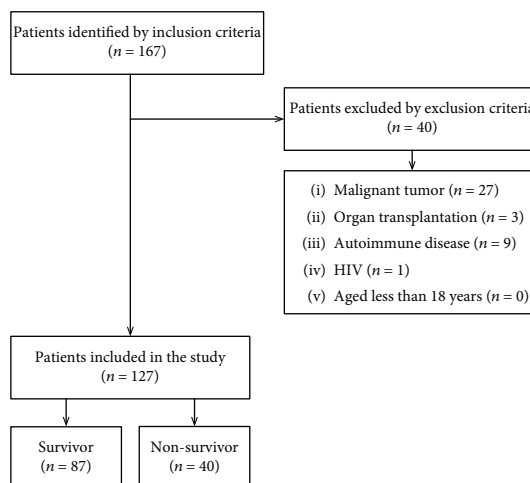 Patients identified by inclusion criteria
(n = 167)
Patients excluded by exclusion criteria
(n = 40)
(i) Malignant tumor (n = 27)
(ii) Organ transplantation (n = 3)
(iii) Autoimmune disease (n = 9)
(iv) HIV (n = 1)
(v) Aged less than 18 years (n = 0)
Patients included in the study
(n = 127)
Survivor
(n = 87)
Non-survivor
(n = 40)